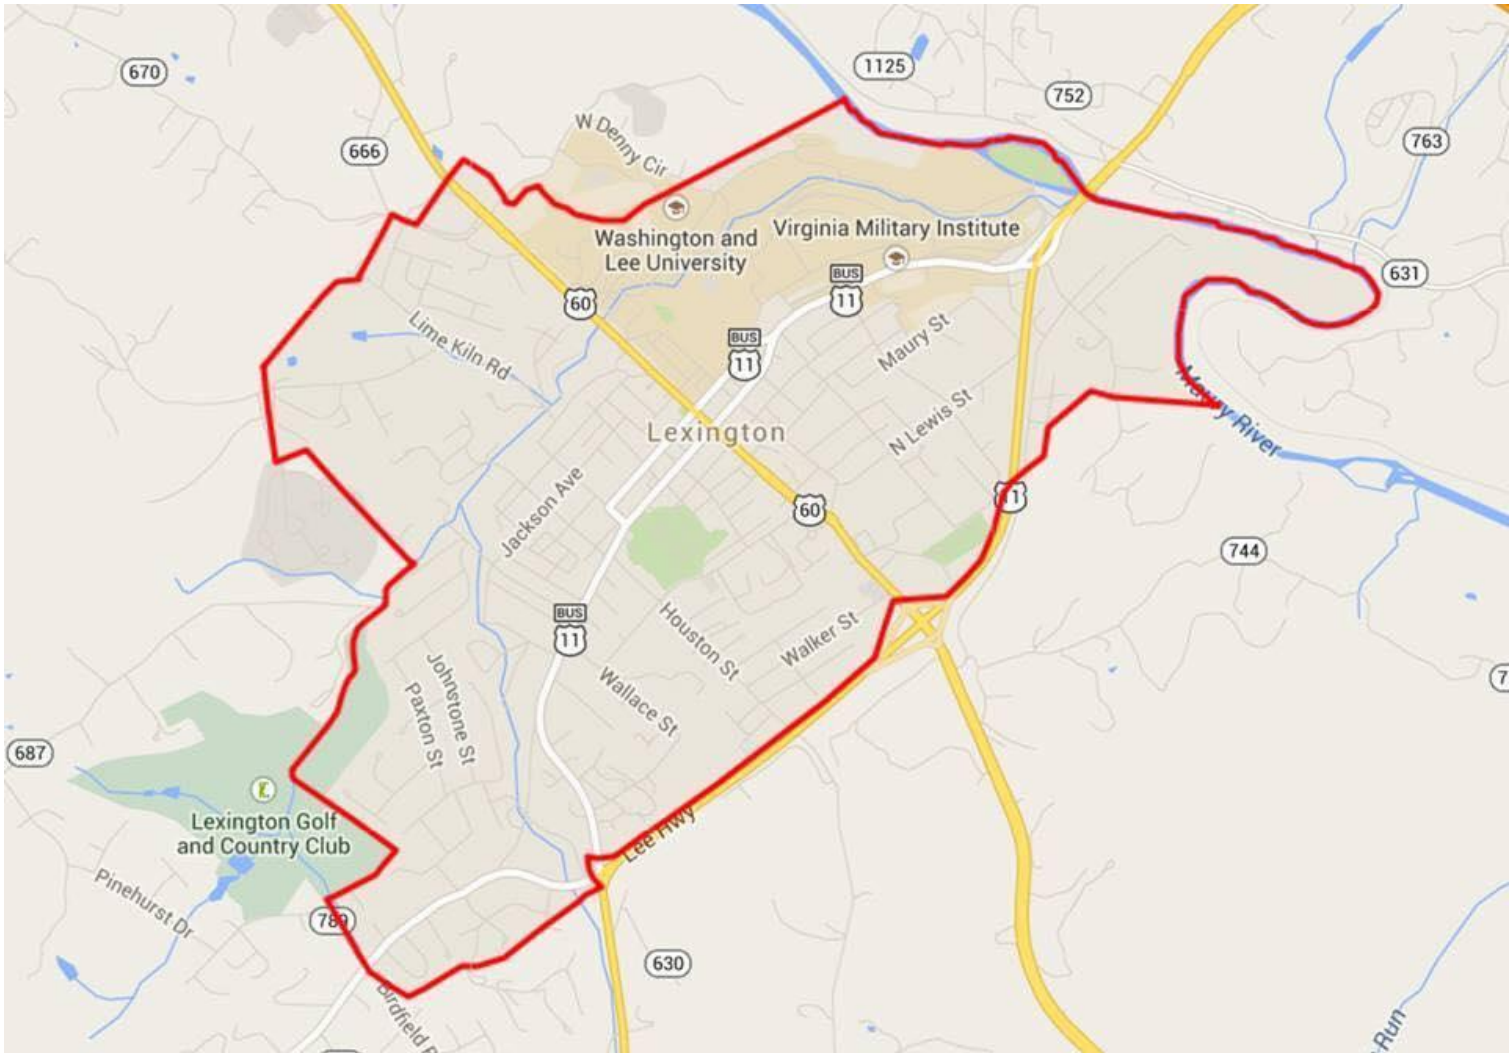 670
1125
752
763
666
W Denny Cir
Washington and
Lee University
Virginia Military Institute
BUS
11
631
60
Lime Kiln Rd
BUS
11
Maury St
N Lewis St
Maury River
Lexington
Jackson Ave
60
11
744
BUS
11
Houston St
Walker St
Wallace St
Johnstone St
Paxton St
687
7
Lexington Golf
and Country Club
Lee Hwy
Pinehurst Dr
789
630
Birdfield
Run